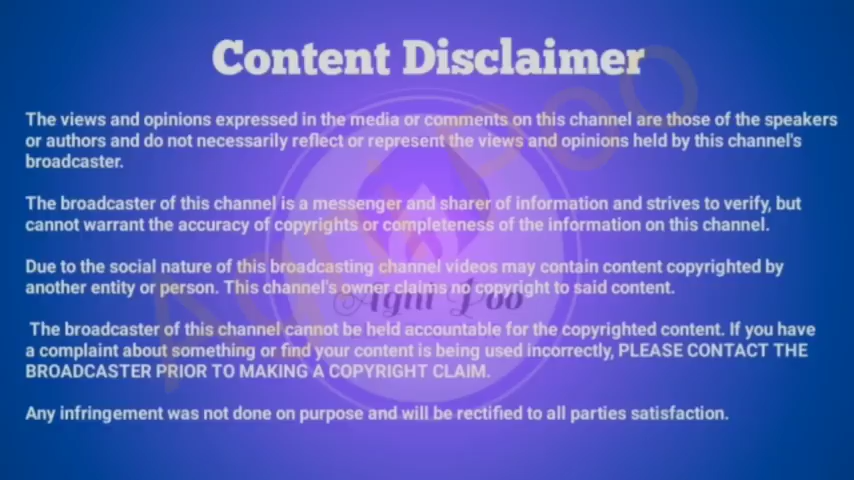 Content Disclaimer
The views and opinions expressed in the media or comments on this channel are those of the speakers
or authors and do not necessarily reflect or represent the views and opinions held by this channel's
broadcaster.
The broadcaster of this channel is a messenger and sharer of information and strives to verify, but
cannot warrant the accuracy of copyrights or completeness of the information on this channel.
Due to the social nature of this broadcasting channel videos may contain content copyrighted by
another entity or person. This channel's owner claims no copyright to said content.
The broadcaster of this channel cannot be held accountable for the copyrighted content. If you have
a complaint about something or find your content is being used incorrectly, PLEASE CONTACT THE
BROADCASTER PRIOR TO MAKING A COPYRIGHT CLAIM.
Any infringement was not done on purpose and will be rectified to all parties satisfaction.
Agni Poo